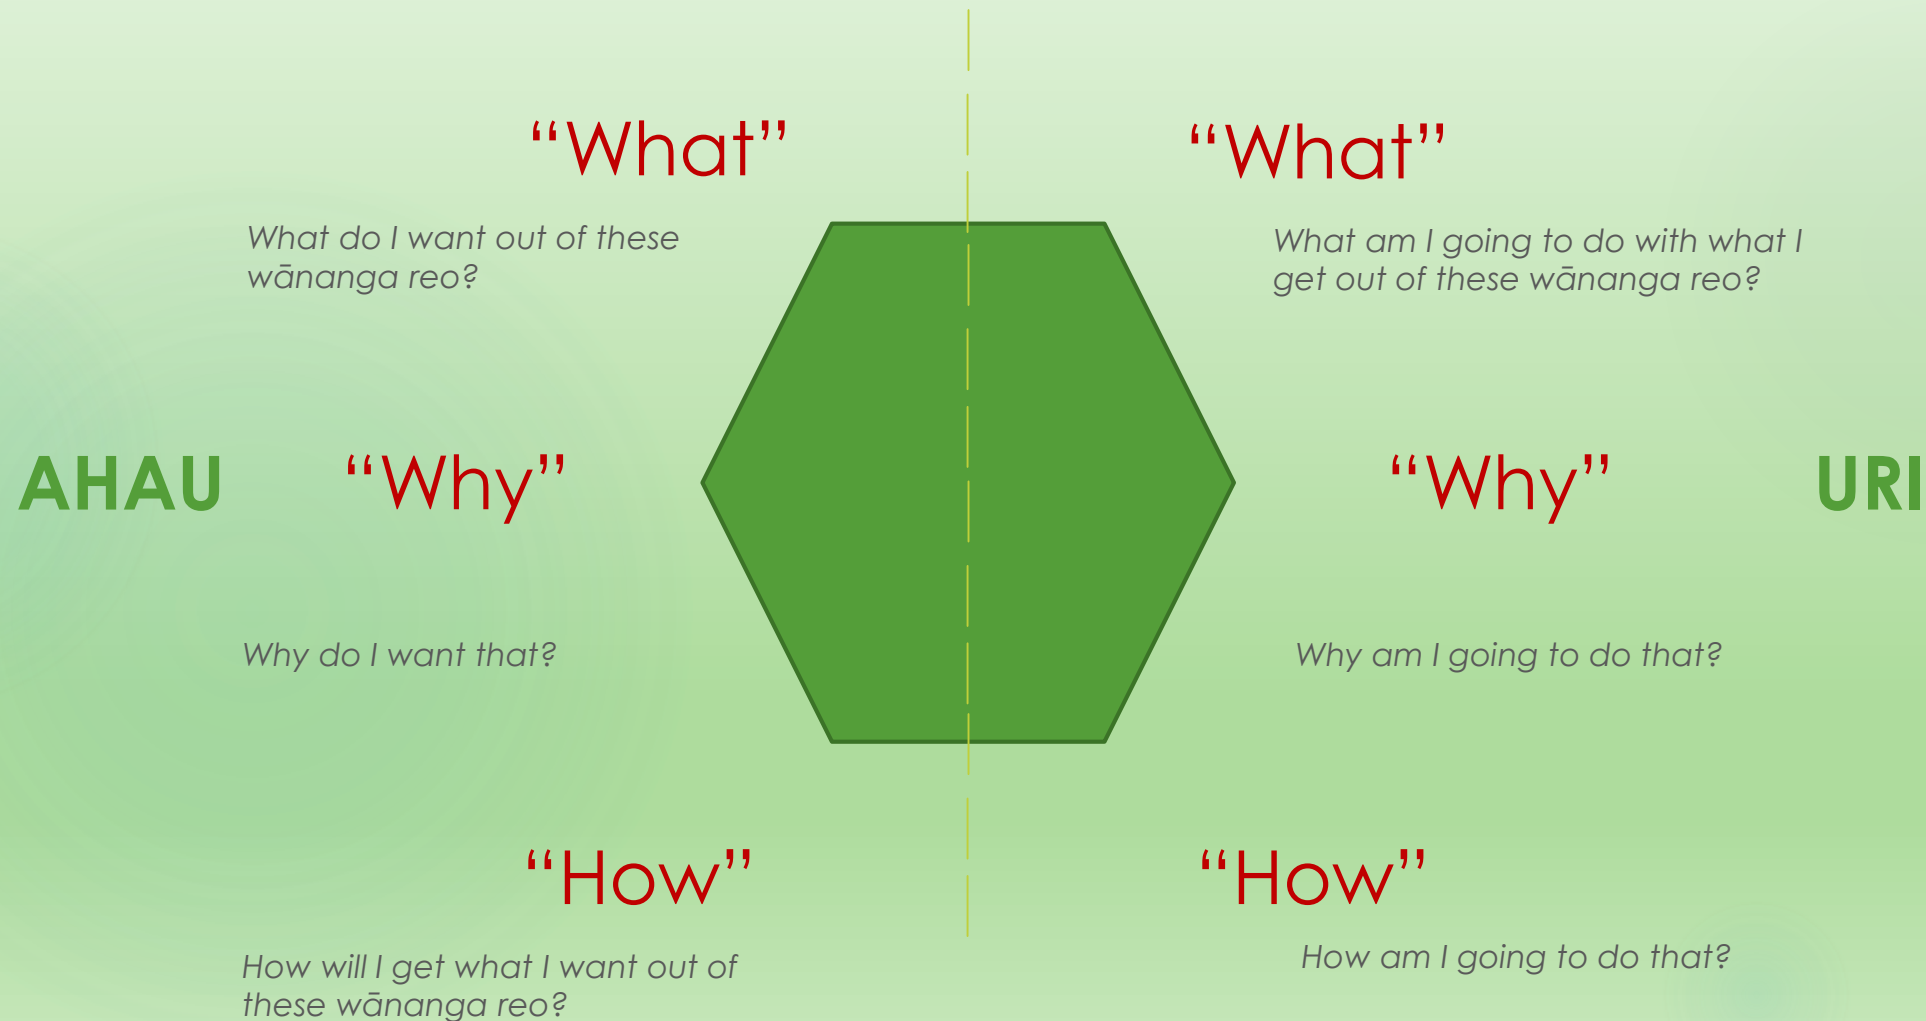 “What”
What do I want out of these
wānanga reo?
AHAU
“Why”
Why do I want that?
“How”
How will I get what I want out of
these wānanga reo?
“What”
What am I going to do with what I
get out of these wānanga reo?
“Why”
URI
Why am I going to do that?
“How”
How am I going to do that?